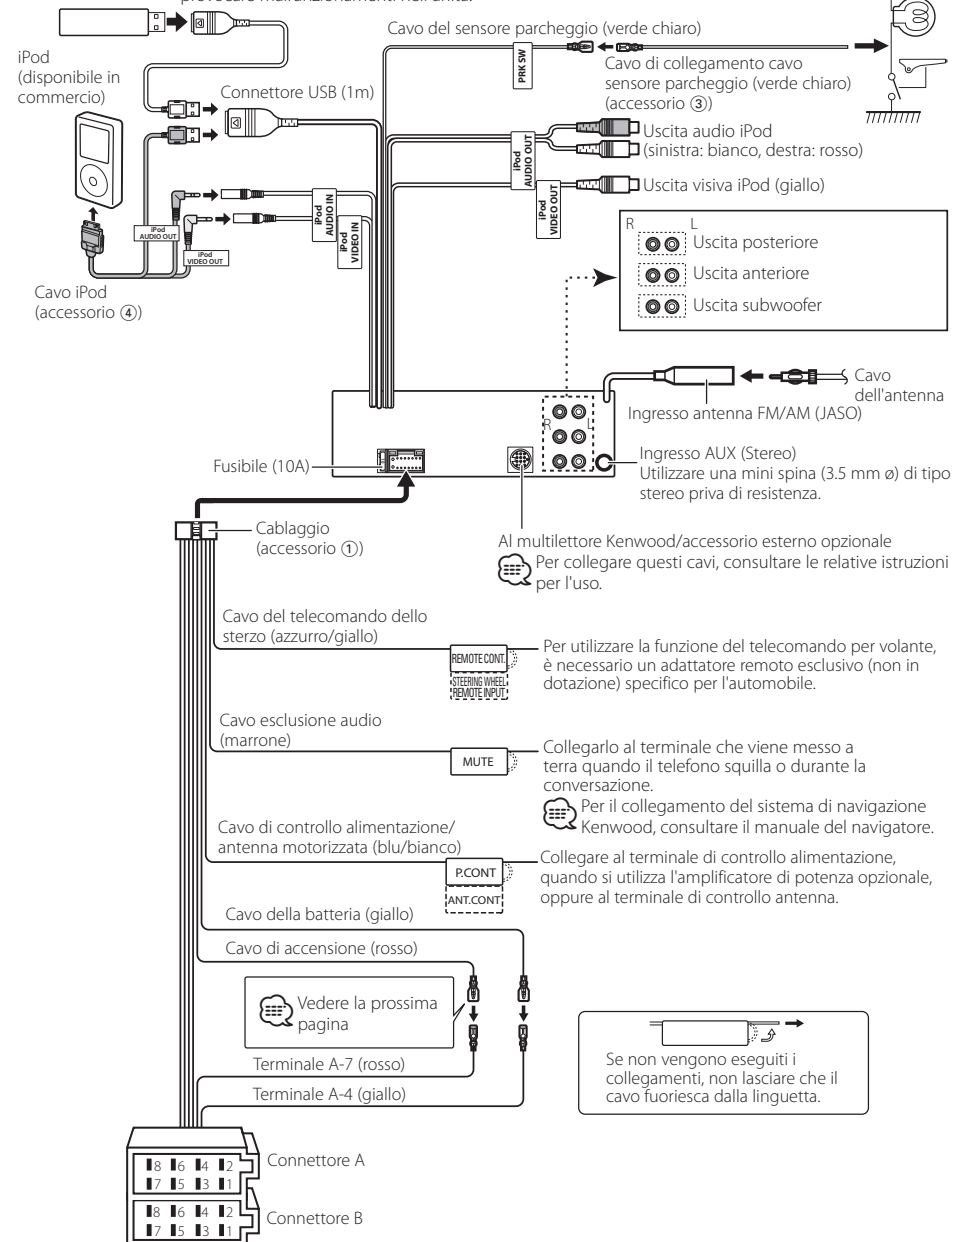 Cavo del sensore parcheggio (verde chiaro)
iPod
(disponibile in
commercio)
PRK SW
Cavo di collegamento cavo
sensore parcheggio (verde chiaro)
(accessorio ③)
Connettore USB (1m)
iPod
AUDIO OUT
Uscita audio iPod
(sinistra: bianco, destra: rosso)
iPod
VIDEO OUT
Uscita visiva iPod (giallo)
iPod
AUDIO IN
iPod
VIDEO IN
iPod
AUDIO OUT
iPod
VIDEO OUT
R L
Uscita posteriore
Uscita anteriore
Uscita subwoofer
Cavo iPod
(accessorio ④)
Cavo
dell'antenna
Ingresso antenna FM/AM (JASO)
R L
Fusibile (10A)
Ingresso AUX (Stereo)
Utilizzare una mini spina (3.5 mm ø) di tipo
stereo priva di resistenza.
Cablaggio
(accessorio ①)
Al multilettore Kenwood/accessorio esterno opzionale
Per collegare questi cavi, consultare le relative istruzioni
per l'uso.
Cavo del telecomando dello
sterzo (azzurro/giallo)
REMOTE CONT.
STEERING WHEEL
REMOTE INPUT
Per utilizzare la funzione del telecomando per volante,
è necessario un adattatore remoto esclusivo (non in
dotazione) specifico per l'automobile.
Cavo esclusione audio
(marrone)
MUTE
Collegarlo al terminale che viene messo a
terra quando il telefono squilla o durante la
conversazione.
Per il collegamento del sistema di navigazione
Kenwood, consultare il manuale del navigatore.
Cavo di controllo alimentazione/
antenna motorizzata (blu/bianco)
P.CONT
ANT.CONT
Collegare al terminale di controllo alimentazione,
quando si utilizza l'amplificatore di potenza opzionale,
oppure al terminale di controllo antenna.
Cavo della batteria (giallo)
Cavo di accensione (rosso)
Vedere la prossima
pagina
Terminale A-7 (rosso)
Terminale A-4 (giallo)
Se non vengono eseguiti i
collegamenti, non lasciare che il
cavo fuoriesca dalla linguetta.
Connettore A
8 6 4 2
7 5 3 1
Connettore B
8 6 4 2
7 5 3 1